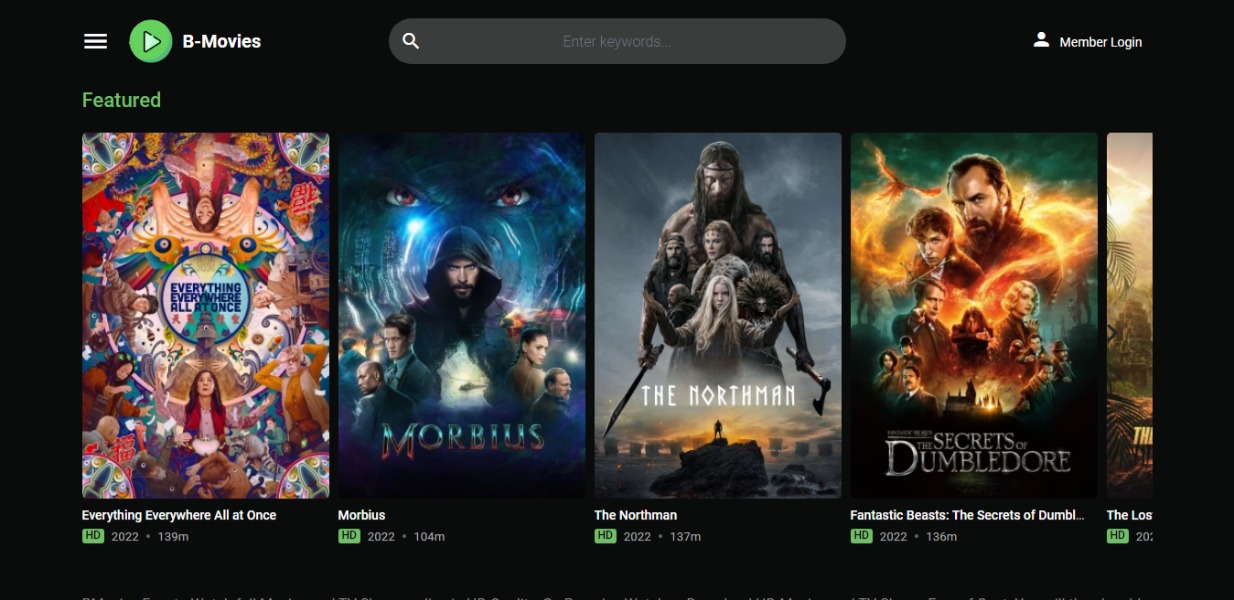 B-Movies
Enter keywords...
Member Login
Featured
EVERYTHING
EVERYWHERE
ALL AT ONCE
福
MORBIUS
THE NORTHMAN
FANTASTIC BEASTS
THE SECRETS OF
DUMBLEDORE
Everything Everywhere All at Once
HD 2022 • 139m
Morbius
HD 2022 • 104m
The Northman
HD 2022 • 137m
Fantastic Beasts: The Secrets of Dumbl...
HD 2022 • 136m
The Los
HD 202